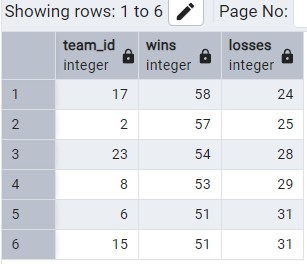 Showing rows: 1 to 6 Page No:
team_id wins losses
integer integer integer
1 17 58 24
2 2 57 25
3 23 54 28
4 8 53 29
5 6 51 31
6 15 51 31